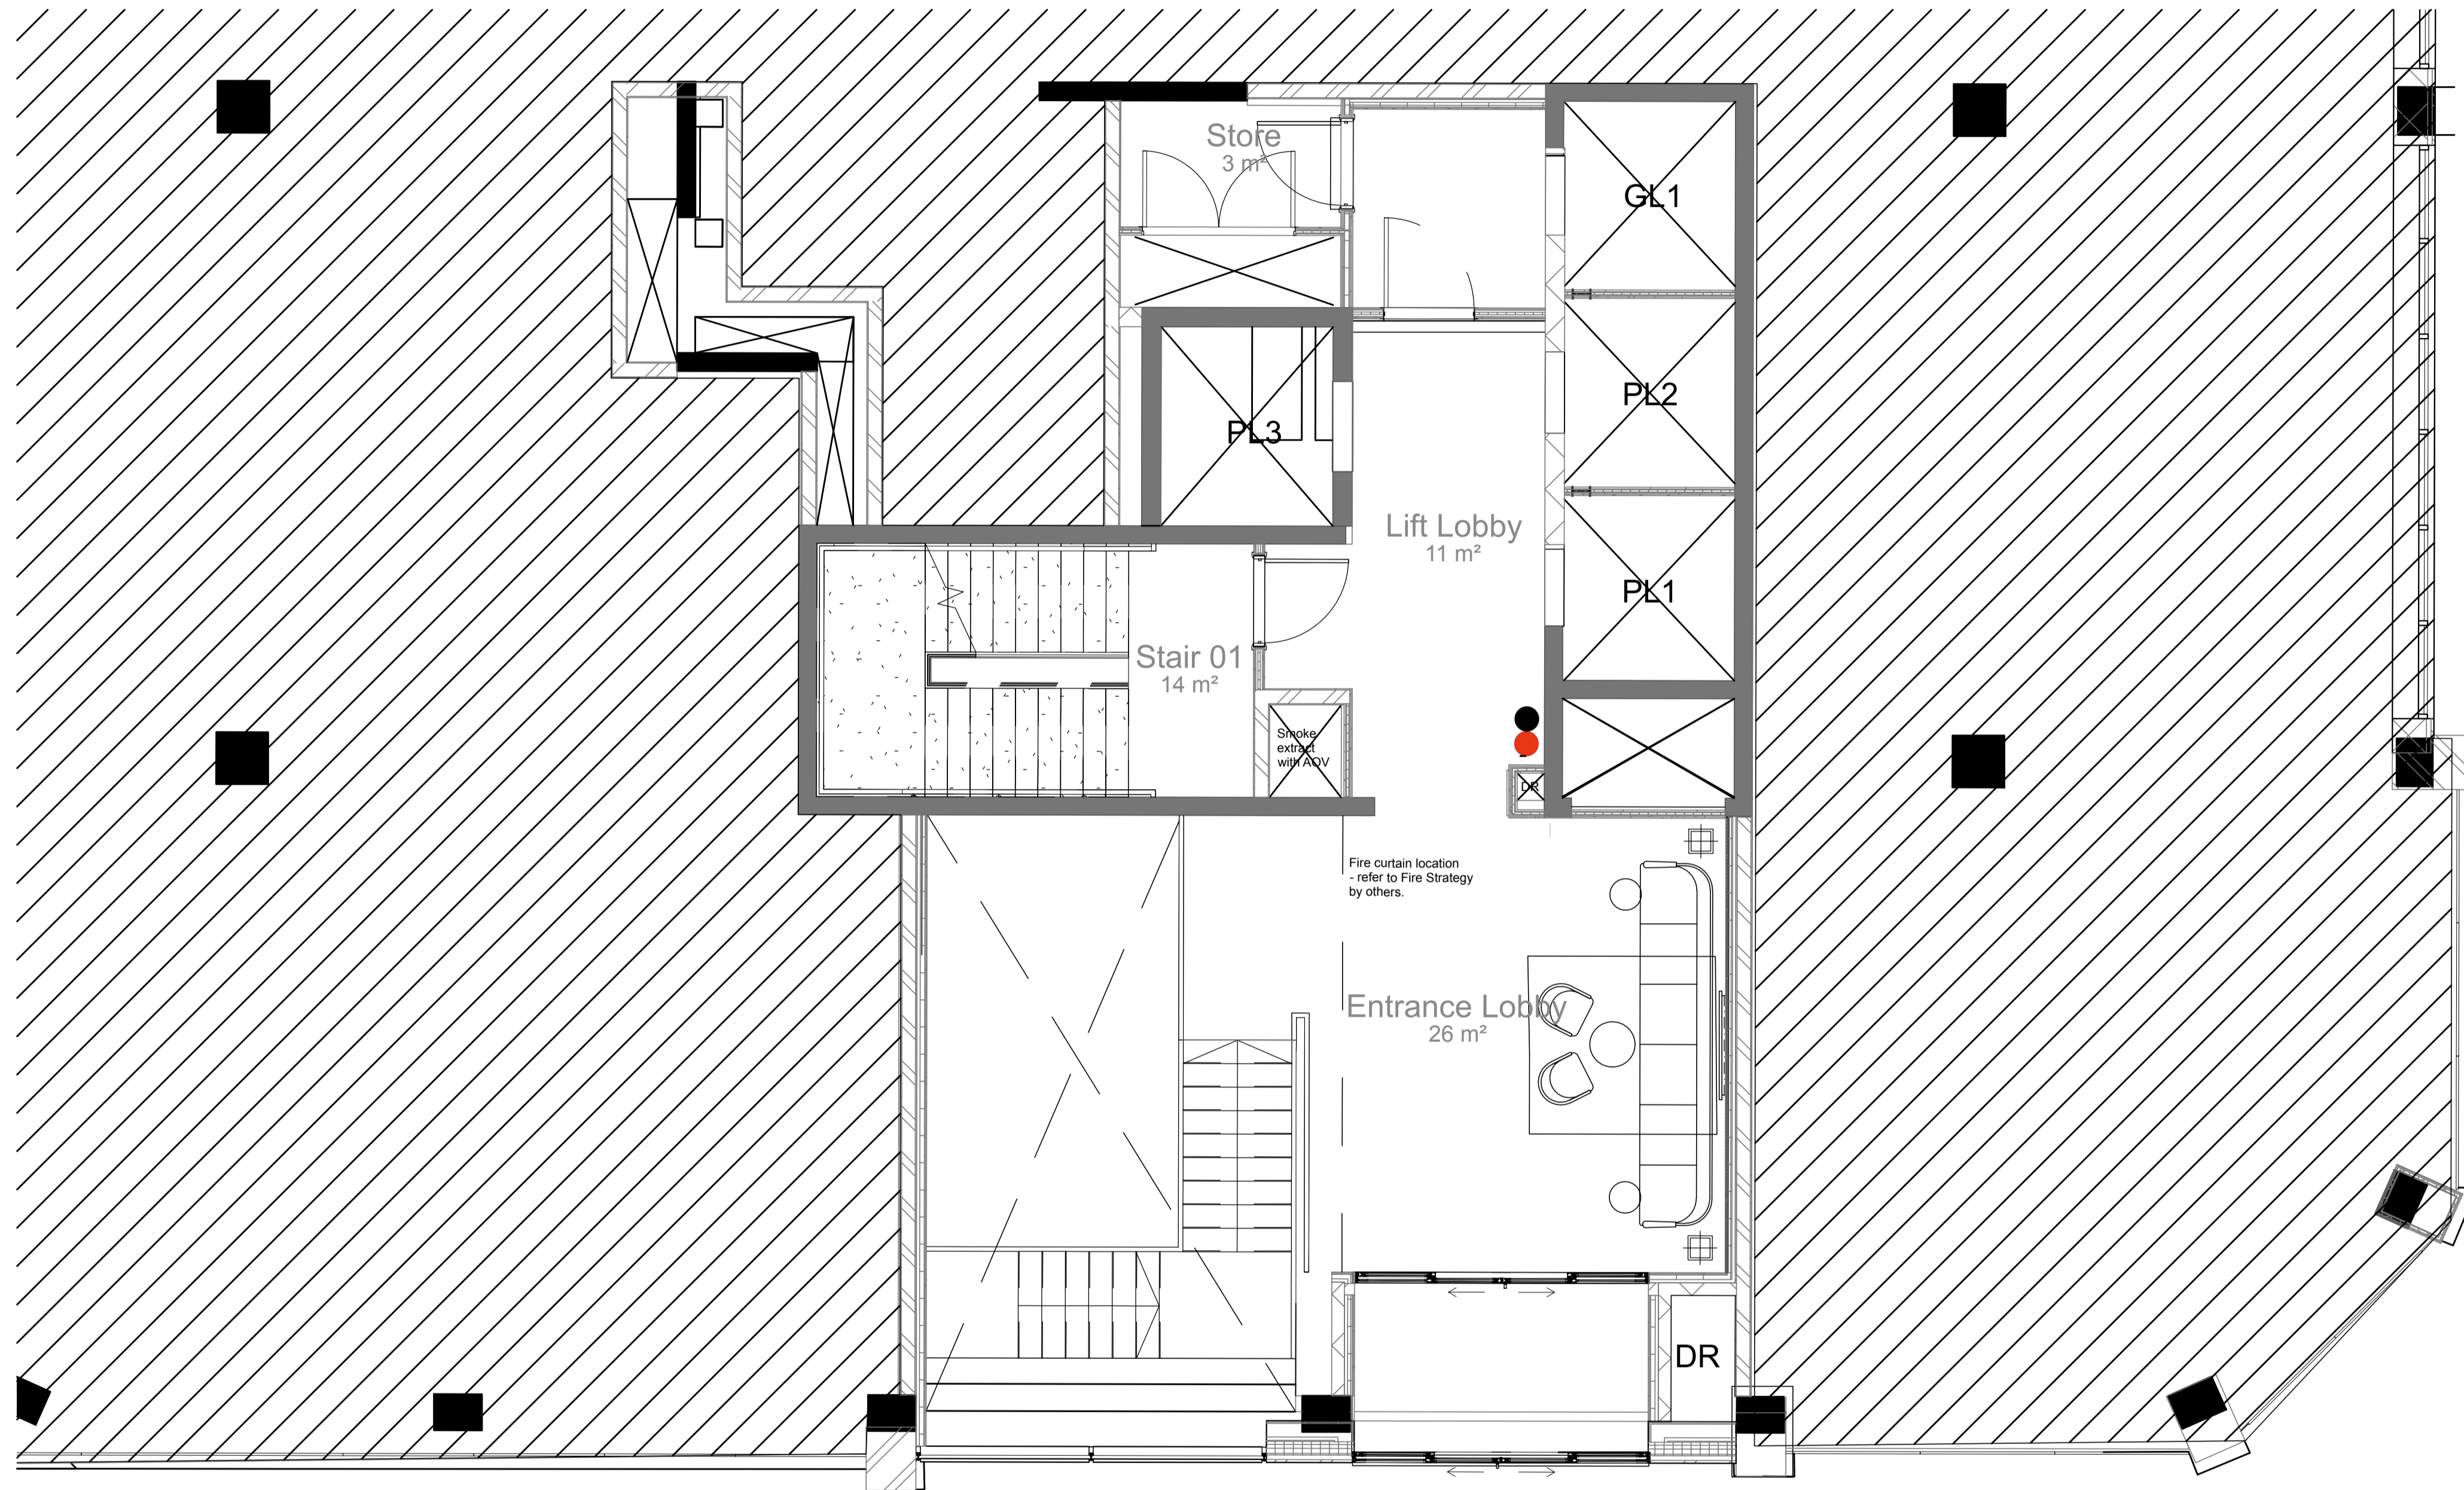 Store
3 m²
GL1
PL2
PL3
Lift Lobby
11 m²
PL1
Stair 01
14 m²
Smoke
extract
with AOV
DR
Fire curtain location
- refer to Fire Strategy
by others.
Entrance Lobby
26 m²
DR